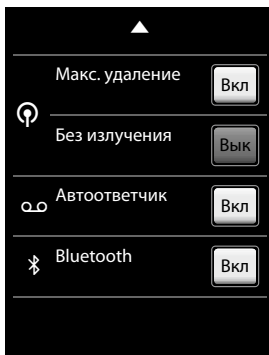 Макс. удаление
Вкл
Без излучения
Вык
Автоответчик
Вкл
Bluetooth
Вкл